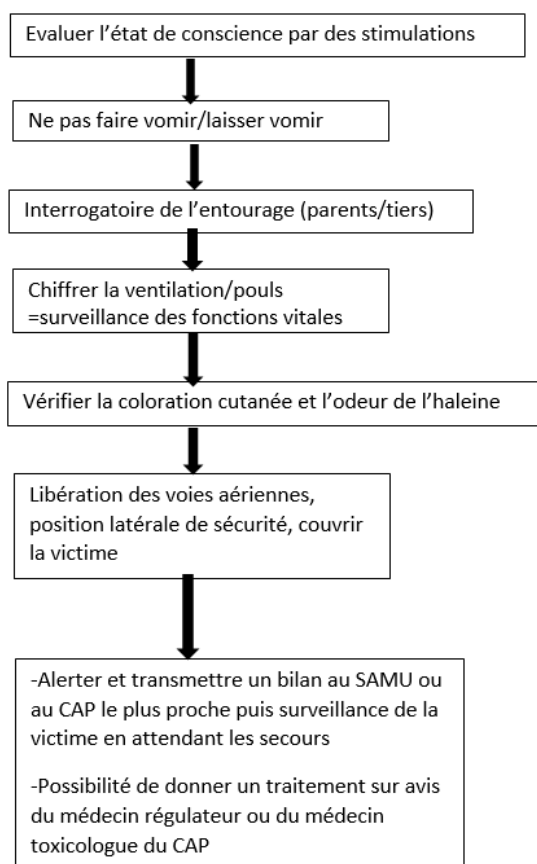 Evaluer l’état de conscience par des stimulations
Ne pas faire vomir/laisser vomir
Interrogatoire de l’entourage (parents/tiers)
Chiffrer la ventilation/pouls
=surveillance des fonctions vitales
Vérifier la coloration cutanée et l’odeur de l’haleine
Libération des voies aériennes,
position latérale de sécurité, couvrir
la victime
-Alerter et transmettre un bilan au SAMU ou
au CAP le plus proche puis surveillance de la
victime en attendant les secours
-Possibilité de donner un traitement sur avis
du médecin régulateur ou du médecin
toxicologue du CAP